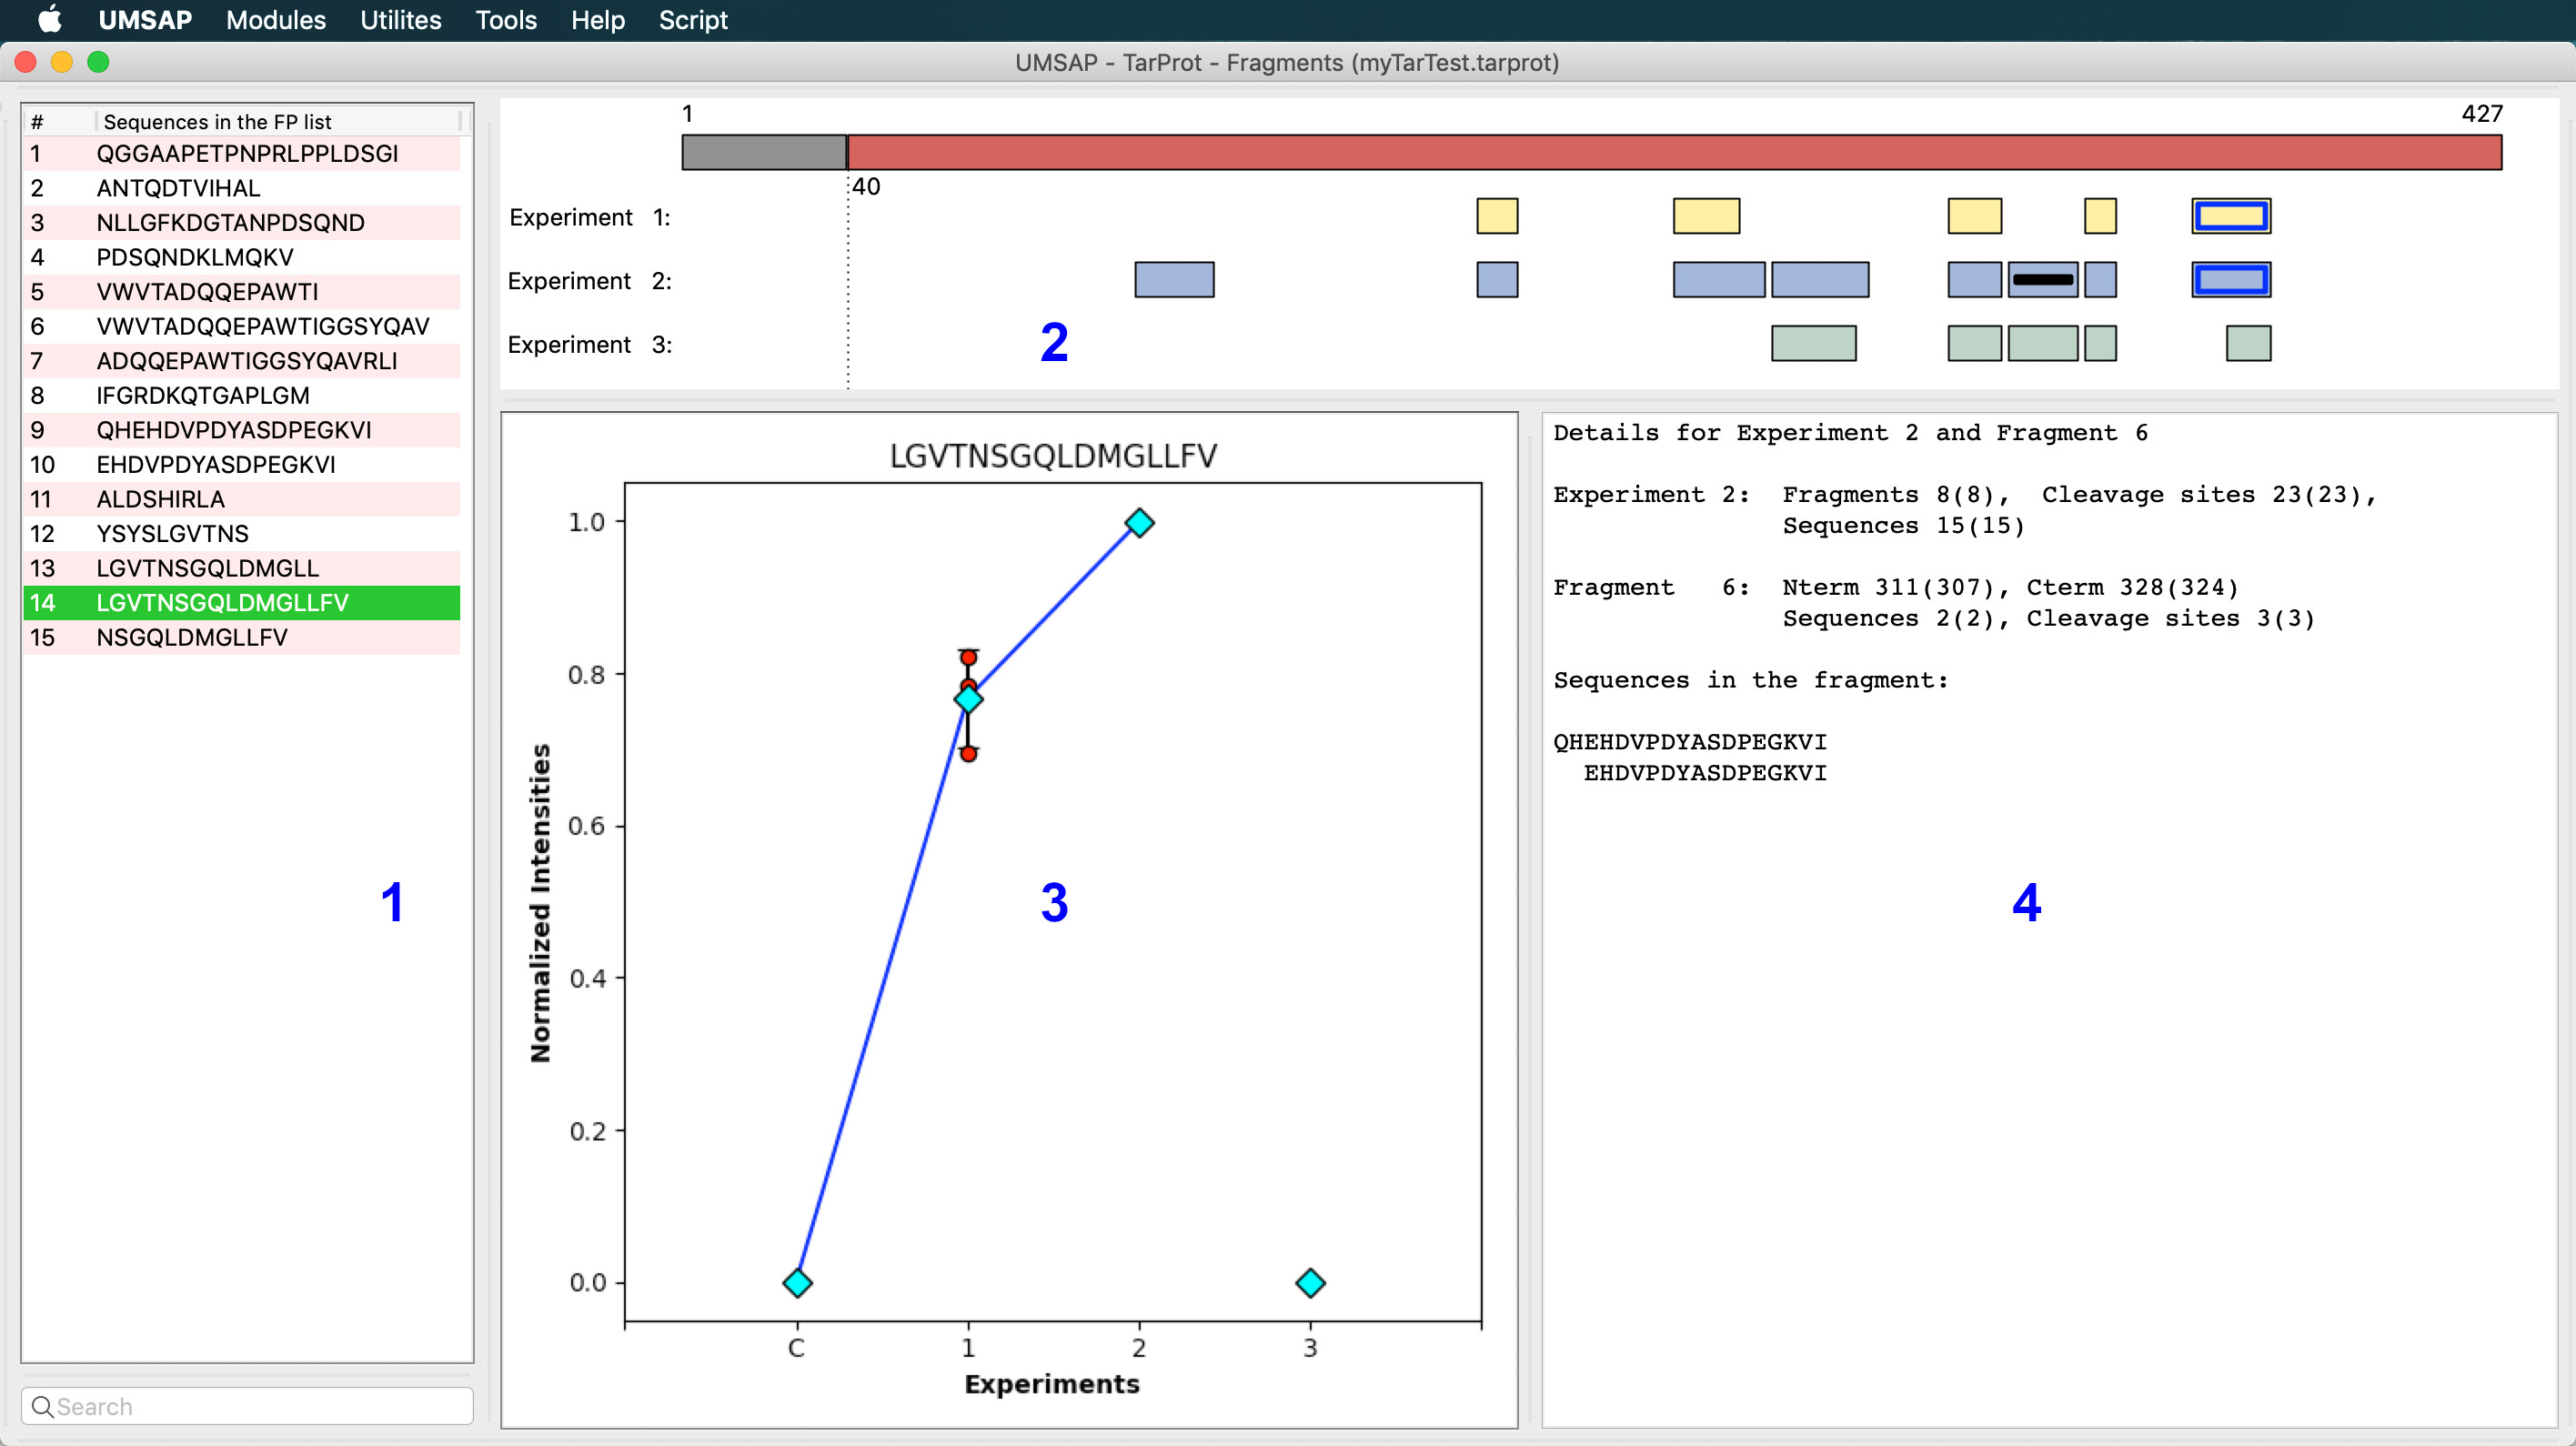 UMSAP Modules Utilites Tools Help Script
UMSAP - TarProt - Fragments (myTarTest.tarprot)
# Sequences in the FP list
1 QGGAAPETPNPRLPPLDSGI
2 ANTQDTVIHAL
3 NLLGFKDGTANPDSQND
4 PDSQNDKLMQKV
5 VWVTADQQEPAWTI
6 VWVTADQQEPAWTIGGSYQAV
7 ADQQEPAWTIGGSYQAVRLI
8 IFGRDKQTGAPLGM
9 QHEHDVPDYASDPEGKVI
10 EHDVPDYASDPEGKVI
11 ALDSHIRLA
12 YSYSLGVTNS
13 LGVTNSGQLDMGLL
14 LGVTNSGQLDMGLLFV
15 NSGQLDMGLLFV
1
Search
1 427
40
Experiment 1:
Experiment 2:
Experiment 3:
2
LGVTNSGQLDMGLLFV
1.0
0.8
0.6
0.4
0.2
0.0
Normalized Intensities
C 1 2 3
Experiments
3
Details for Experiment 2 and Fragment 6
Experiment 2: Fragments 8(8), Cleavage sites 23(23),
Sequences 15(15)
Fragment 6: Nterm 311(307), Cterm 328(324)
Sequences 2(2), Cleavage sites 3(3)
Sequences in the fragment:
QHEHDVPDYASDPEGKVI
EHDVPDYASDPEGKVI
4